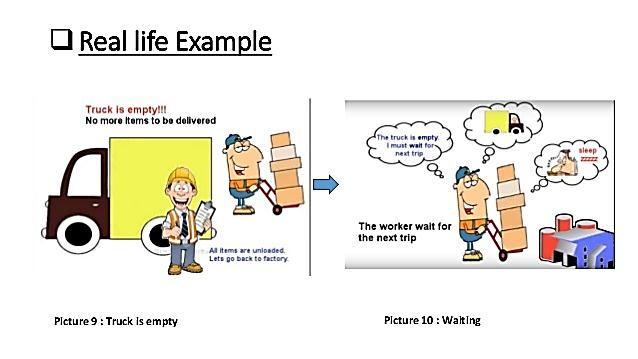 Real life Example
Truck is empty!!!
No more items to be delivered
All items are unloaded.
Lets go back to factory.
The truck is empty.
I must wait for
next trip
sleep
zzzzz
The worker wait for
the next trip
Picture 9 : Truck is empty
Picture 10 : Waiting